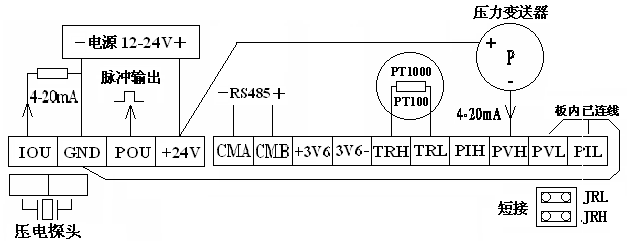 压力变送器
－电源 12-24V＋
+
P
-
脉冲输出
4-20mA
－RS485＋
PT1000
PT100
4-20mA
板内已连线
IOU GND POU +24V
CMA CMB +3V6 3V6- TRH TRL PIH PVH PVL PIL
压电探头
短接
JRL
JRH